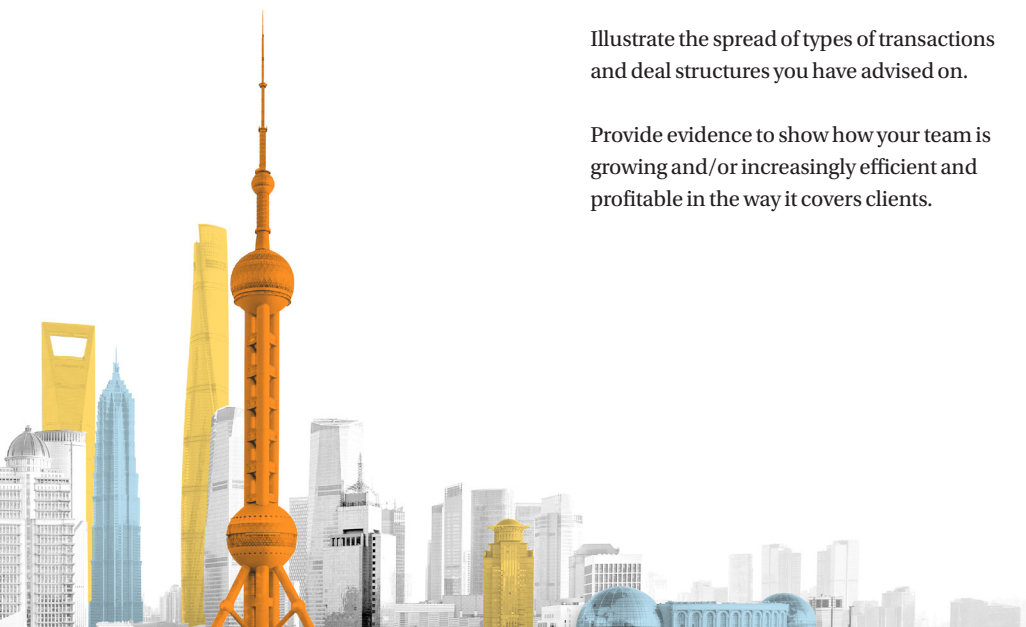 Illustrate the spread of types of transactions
and deal structures you have advised on.
Provide evidence to show how your team is
growing and/or increasingly efficient and
profitable in the way it covers clients.